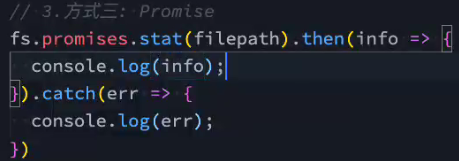 // 3.方式三: Promise
fs.promises.stat(filepath).then(info => {
  console.log(info);
}).catch(err => {
  console.log(err);
})